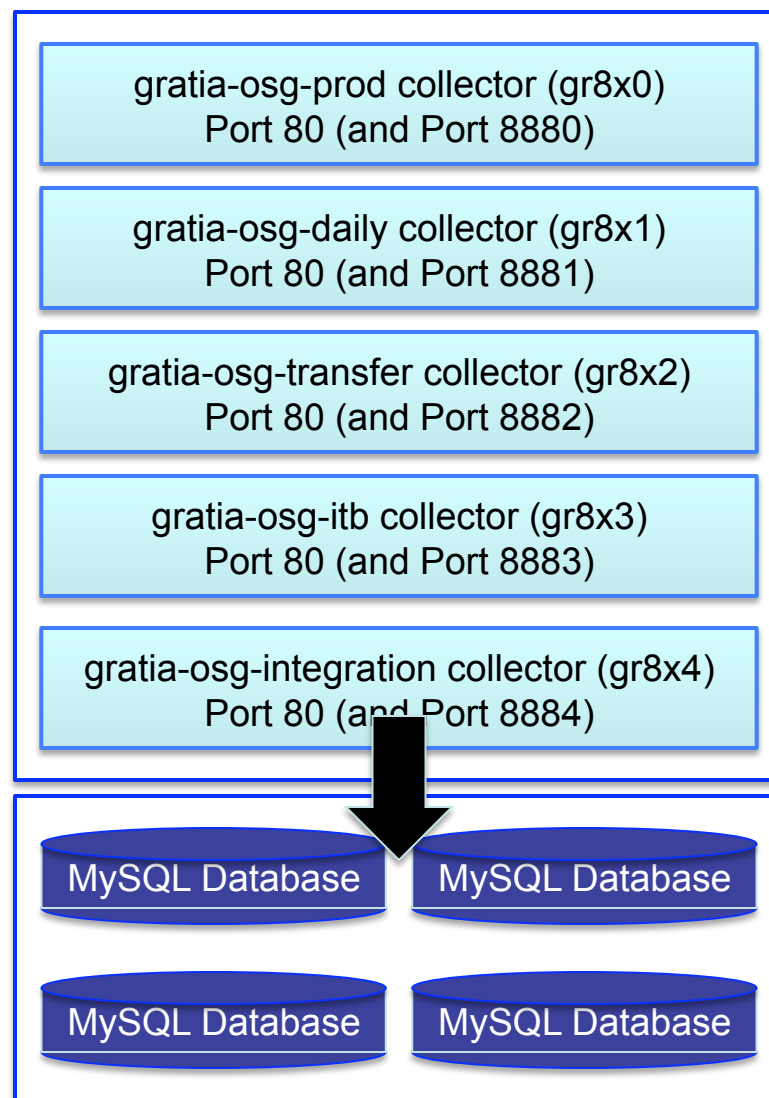 gratia-osg-prod collector (gr8x0)
Port 80 (and Port 8880)
gratia-osg-daily collector (gr8x1)
Port 80 (and Port 8881)
gratia-osg-transfer collector (gr8x2)
Port 80 (and Port 8882)
gratia-osg-itb collector (gr8x3)
Port 80 (and Port 8883)
gratia-osg-integration collector (gr8x4)
Port 80 (and Port 8884)
MySQL Database
MySQL Database
MySQL Database
MySQL Database